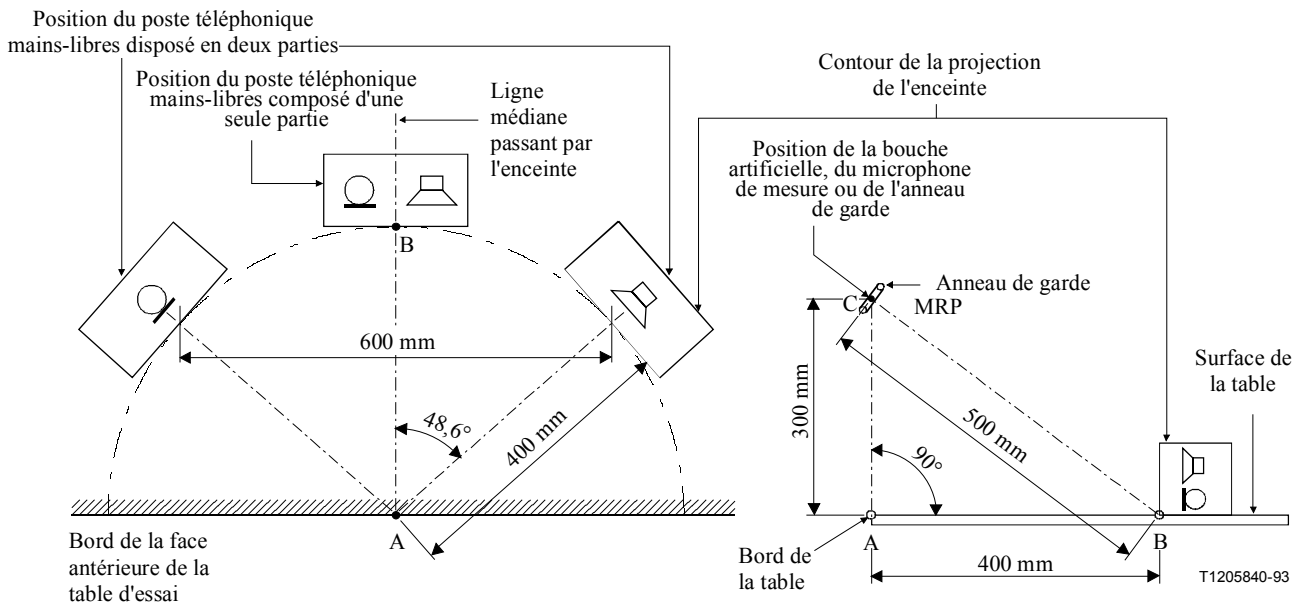 Position du poste téléphonique
mains-libres disposé en deux parties
Position du poste téléphonique
mains-libres composé d'une
seule partie
Ligne
médiane
passant par
l'enceinte
B
600 mm
48,6°
400 mm
A
Bord de la face
antérieure de la
table d'essai
Contour de la projection
de l'enceinte
Position de la bouche
artificielle, du microphone
de mesure ou de l'anneau
de garde
Anneau de garde
C
MRP
Surface de
la table
300 mm
500 mm
90°
A
B
Bord de
la table
400 mm
T1205840-93